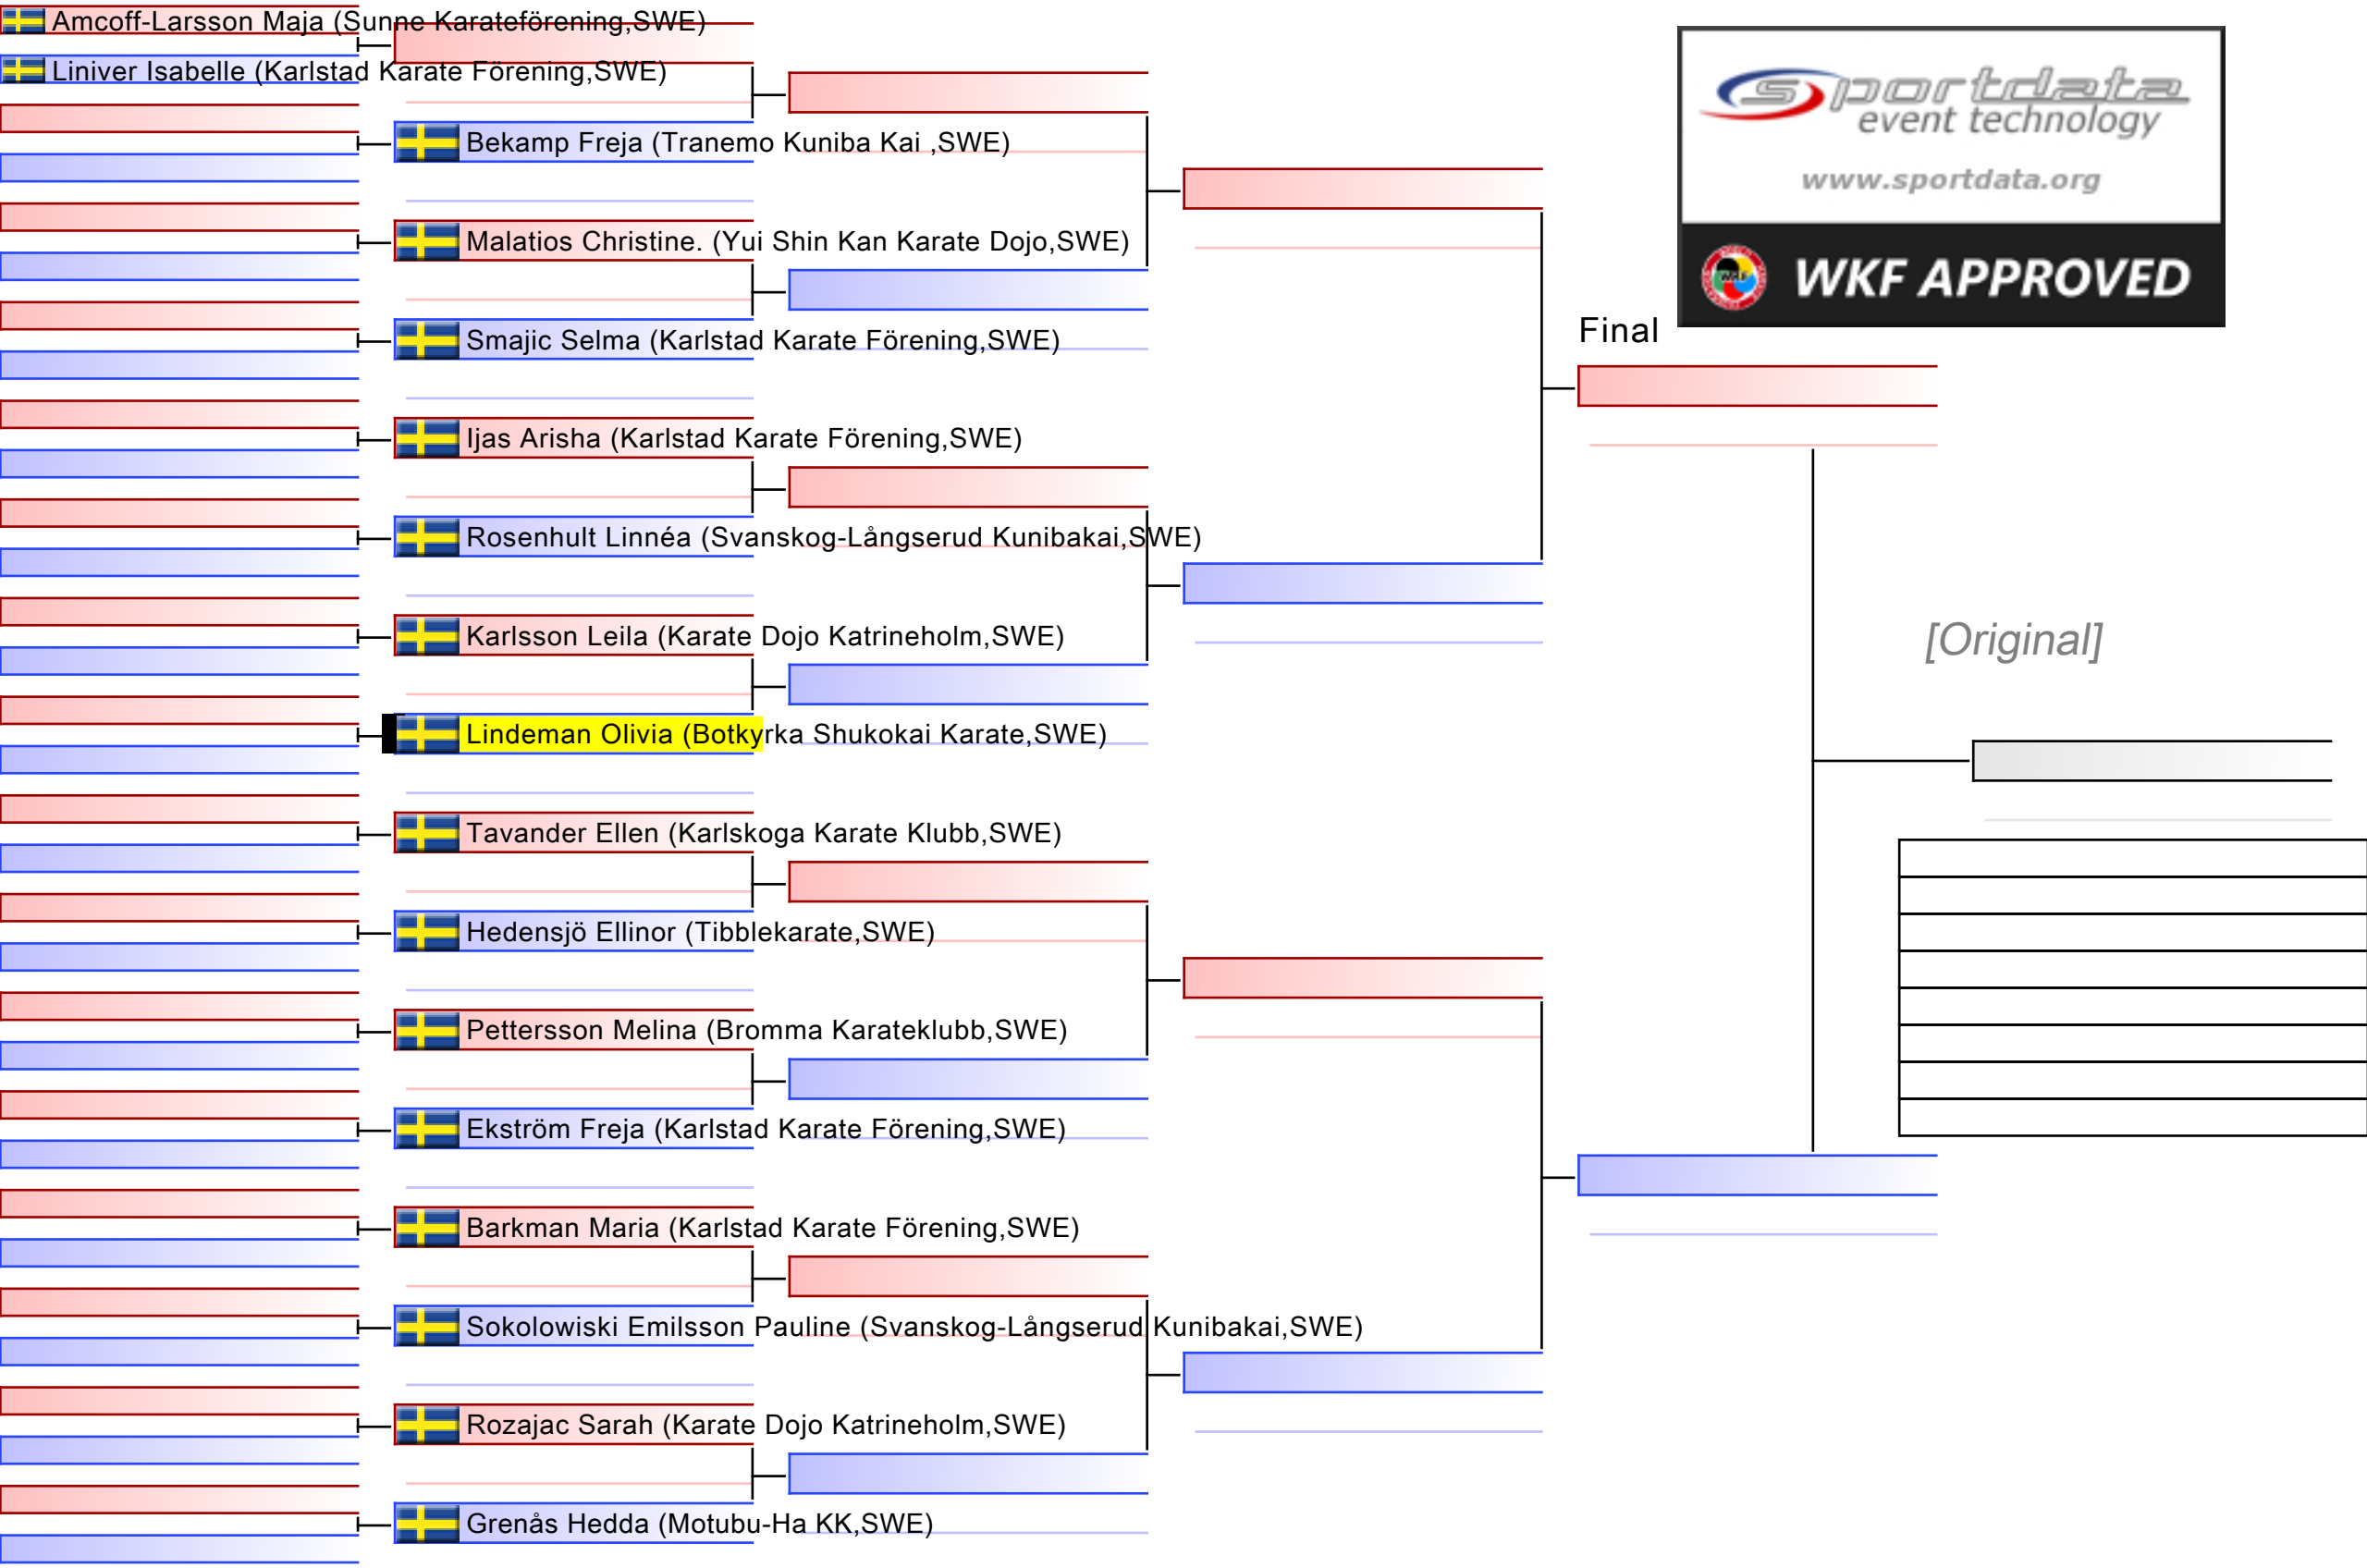 Amcoff-Larsson Maja (Sunne Karateförening,SWE)
Liniver Isabelle (Karlstad Karate Förening,SWE)
Bekamp Freja (Tranemo Kuniba Kai ,SWE)
Malatios Christine. (Yui Shin Kan Karate Dojo,SWE)
Smajic Selma (Karlstad Karate Förening,SWE)
Ijas Arisha (Karlstad Karate Förening,SWE)
Rosenhult Linnéa (Svanskog-Långserud Kunibakai,SWE)
Karlsson Leila (Karate Dojo Katrineholm,SWE)
Lindeman Olivia (Botkyrka Shukokai Karate,SWE)
Tavander Ellen (Karlskoga Karate Klubb,SWE)
Hedensjö Ellinor (Tibblekarate,SWE)
Pettersson Melina (Bromma Karateklubb,SWE)
Ekström Freja (Karlstad Karate Förening,SWE)
Barkman Maria (Karlstad Karate Förening,SWE)
Sokolowiski Emilsson Pauline (Svanskog-Långserud Kunibakai,SWE)
Rozajac Sarah (Karate Dojo Katrineholm,SWE)
Grenås Hedda (Motubu-Ha KK,SWE)
sportdata
event technology
www.sportdata.org
WKF
WKF APPROVED
Final
[Original]